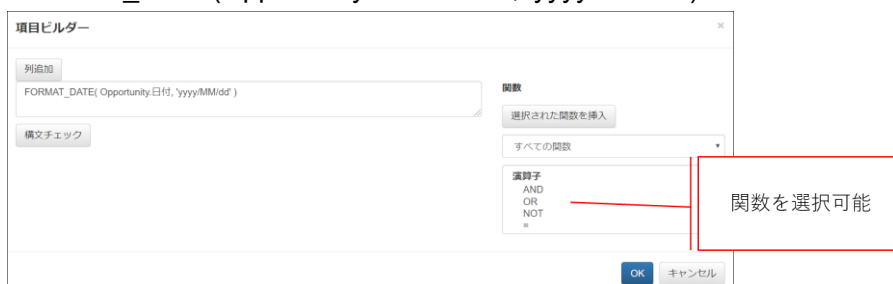 項目ビルダー
×
列追加
FORMAT_DATE( Opportunity.日付, 'yyyy/MM/dd' )
構文チェック
関数
選択された関数を挿入
すべての関数
演算子
AND
OR
NOT
=
関数を選択可能
OK
キャンセル